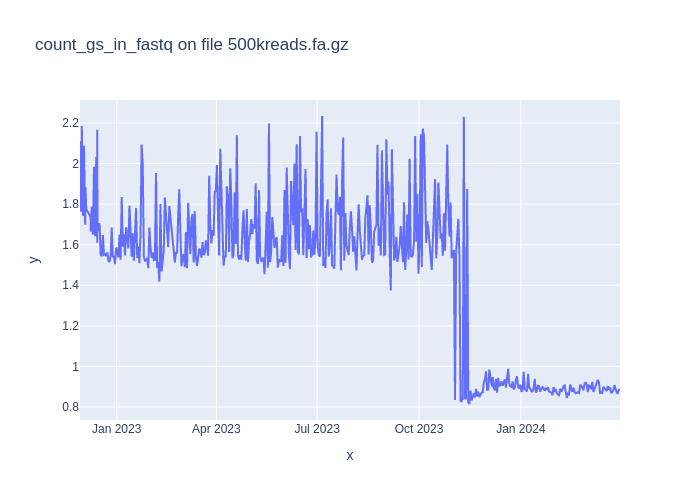 count_gs_in_fastq on file 500kreads.fa.gz
2.2
2
1.8
1.6
1.4
1.2
1
0.8
y
Jan 2023 Apr 2023 Jul 2023 Oct 2023 Jan 2024
x